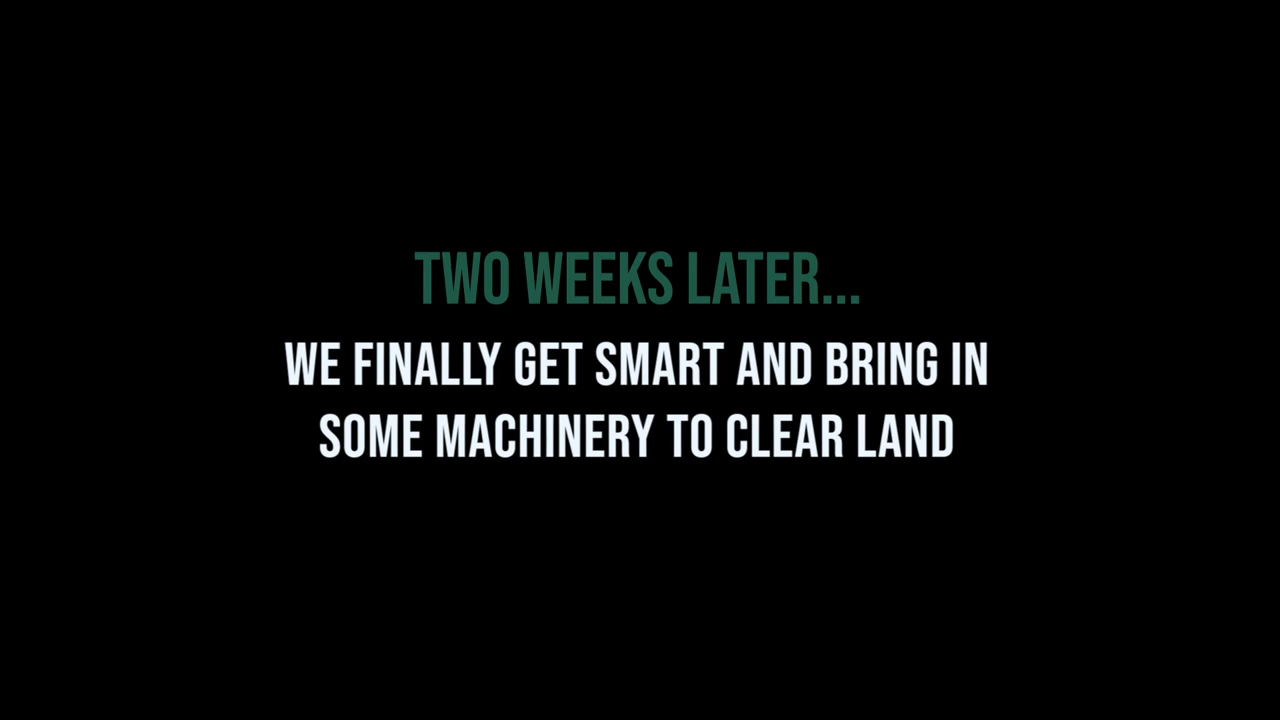 TWO WEEKS LATER...
WE FINALLY GET SMART AND BRING IN
SOME MACHINERY TO CLEAR LAND